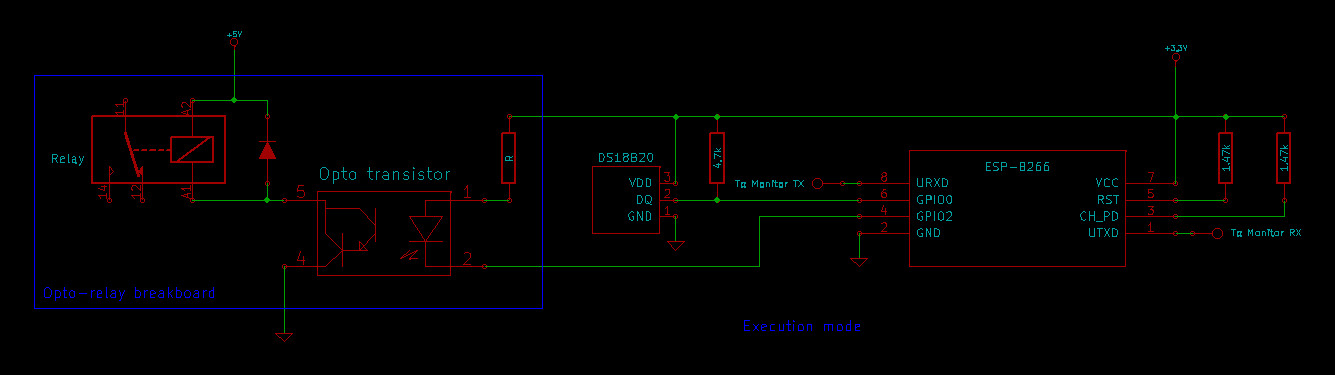 +5V
+3.3V
11
A2
Relay
14
12
A1
Opto transistor
5
4
1
2
R
Opto-relay breakboard
DS18B20
VDD 3
DQ 2
GND 1
4.7k
To Monitor TX
ESP-8266
8 URXD
6 GPIO0
4 GPIO2
2 GND
VCC 7
RST 5
CH_PD 3
UTXD 1
1.47k
1.47k
To Monitor RX
Execution mode